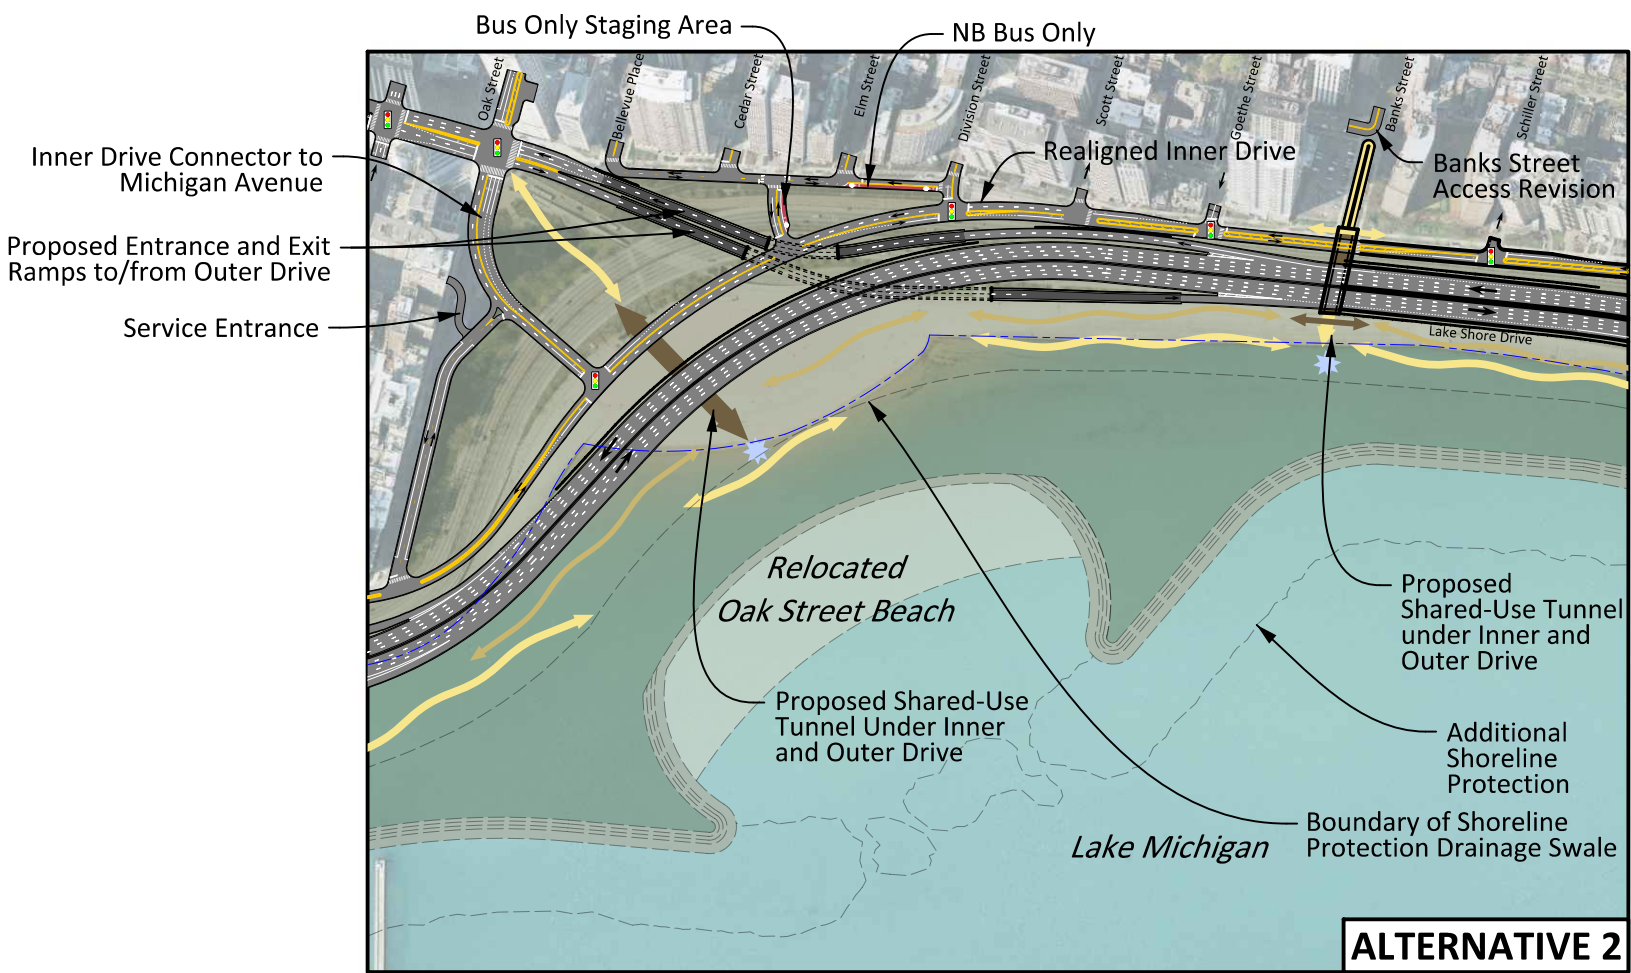 Bus Only Staging Area
NB Bus Only
Oak Street
Bellevue Place
Cedar Street
Elm Street
Division Street
Scott Street
Goethe Street
Banks Street
Schiller Street
Inner Drive Connector to
Michigan Avenue
Realigned Inner Drive
Banks Street
Access Revision
Proposed Entrance and Exit
Ramps to/from Outer Drive
Service Entrance
Lake Shore Drive
Relocated
Oak Street Beach
Proposed
Shared-Use Tunnel
under Inner and
Outer Drive
Proposed Shared-Use
Tunnel Under Inner
and Outer Drive
Additional
Shoreline
Protection
Boundary of Shoreline
Protection Drainage Swale
Lake Michigan
ALTERNATIVE 2